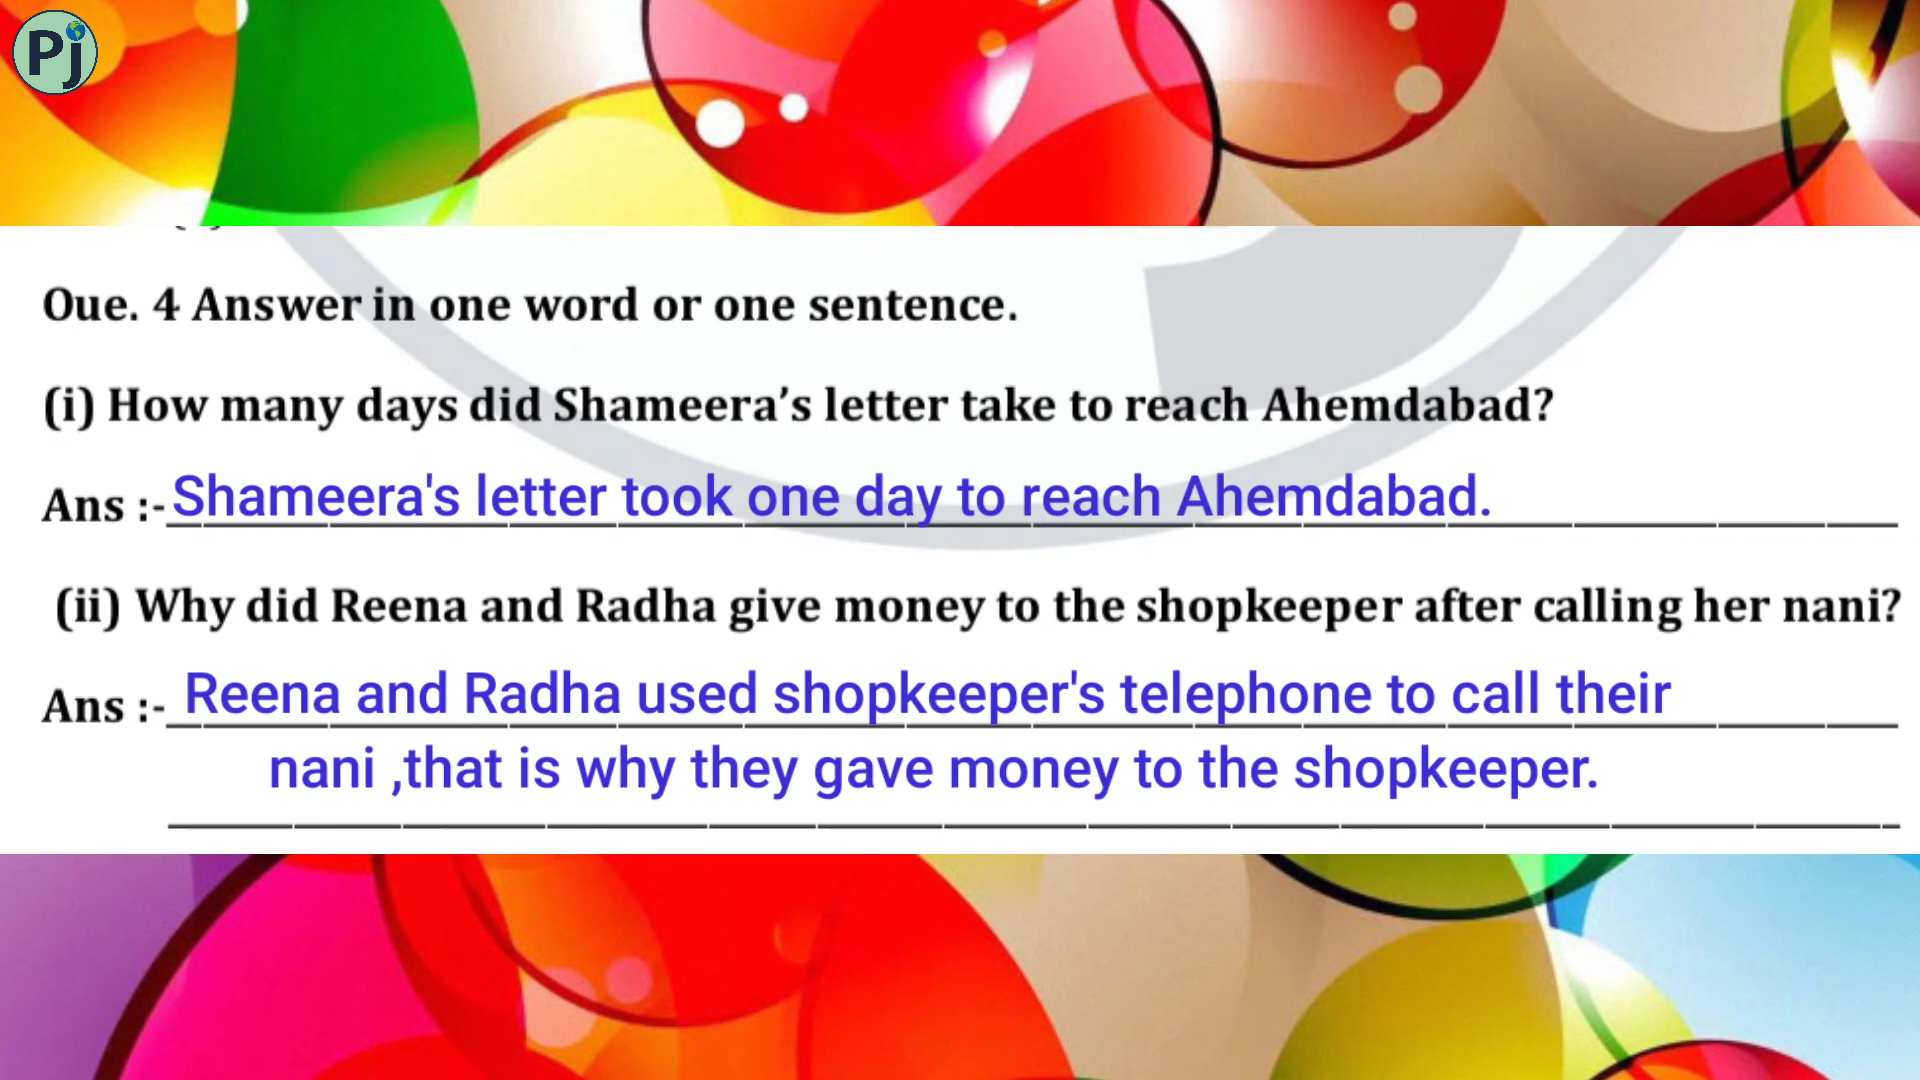 Pj
Oue. 4 Answer in one word or one sentence.
(i) How many days did Shameera’s letter take to reach Ahemdabad?
Ans :- Shameera's letter took one day to reach Ahemdabad.
(ii) Why did Reena and Radha give money to the shopkeeper after calling her nani?
Ans :- Reena and Radha used shopkeeper's telephone to call their
nani ,that is why they gave money to the shopkeeper.